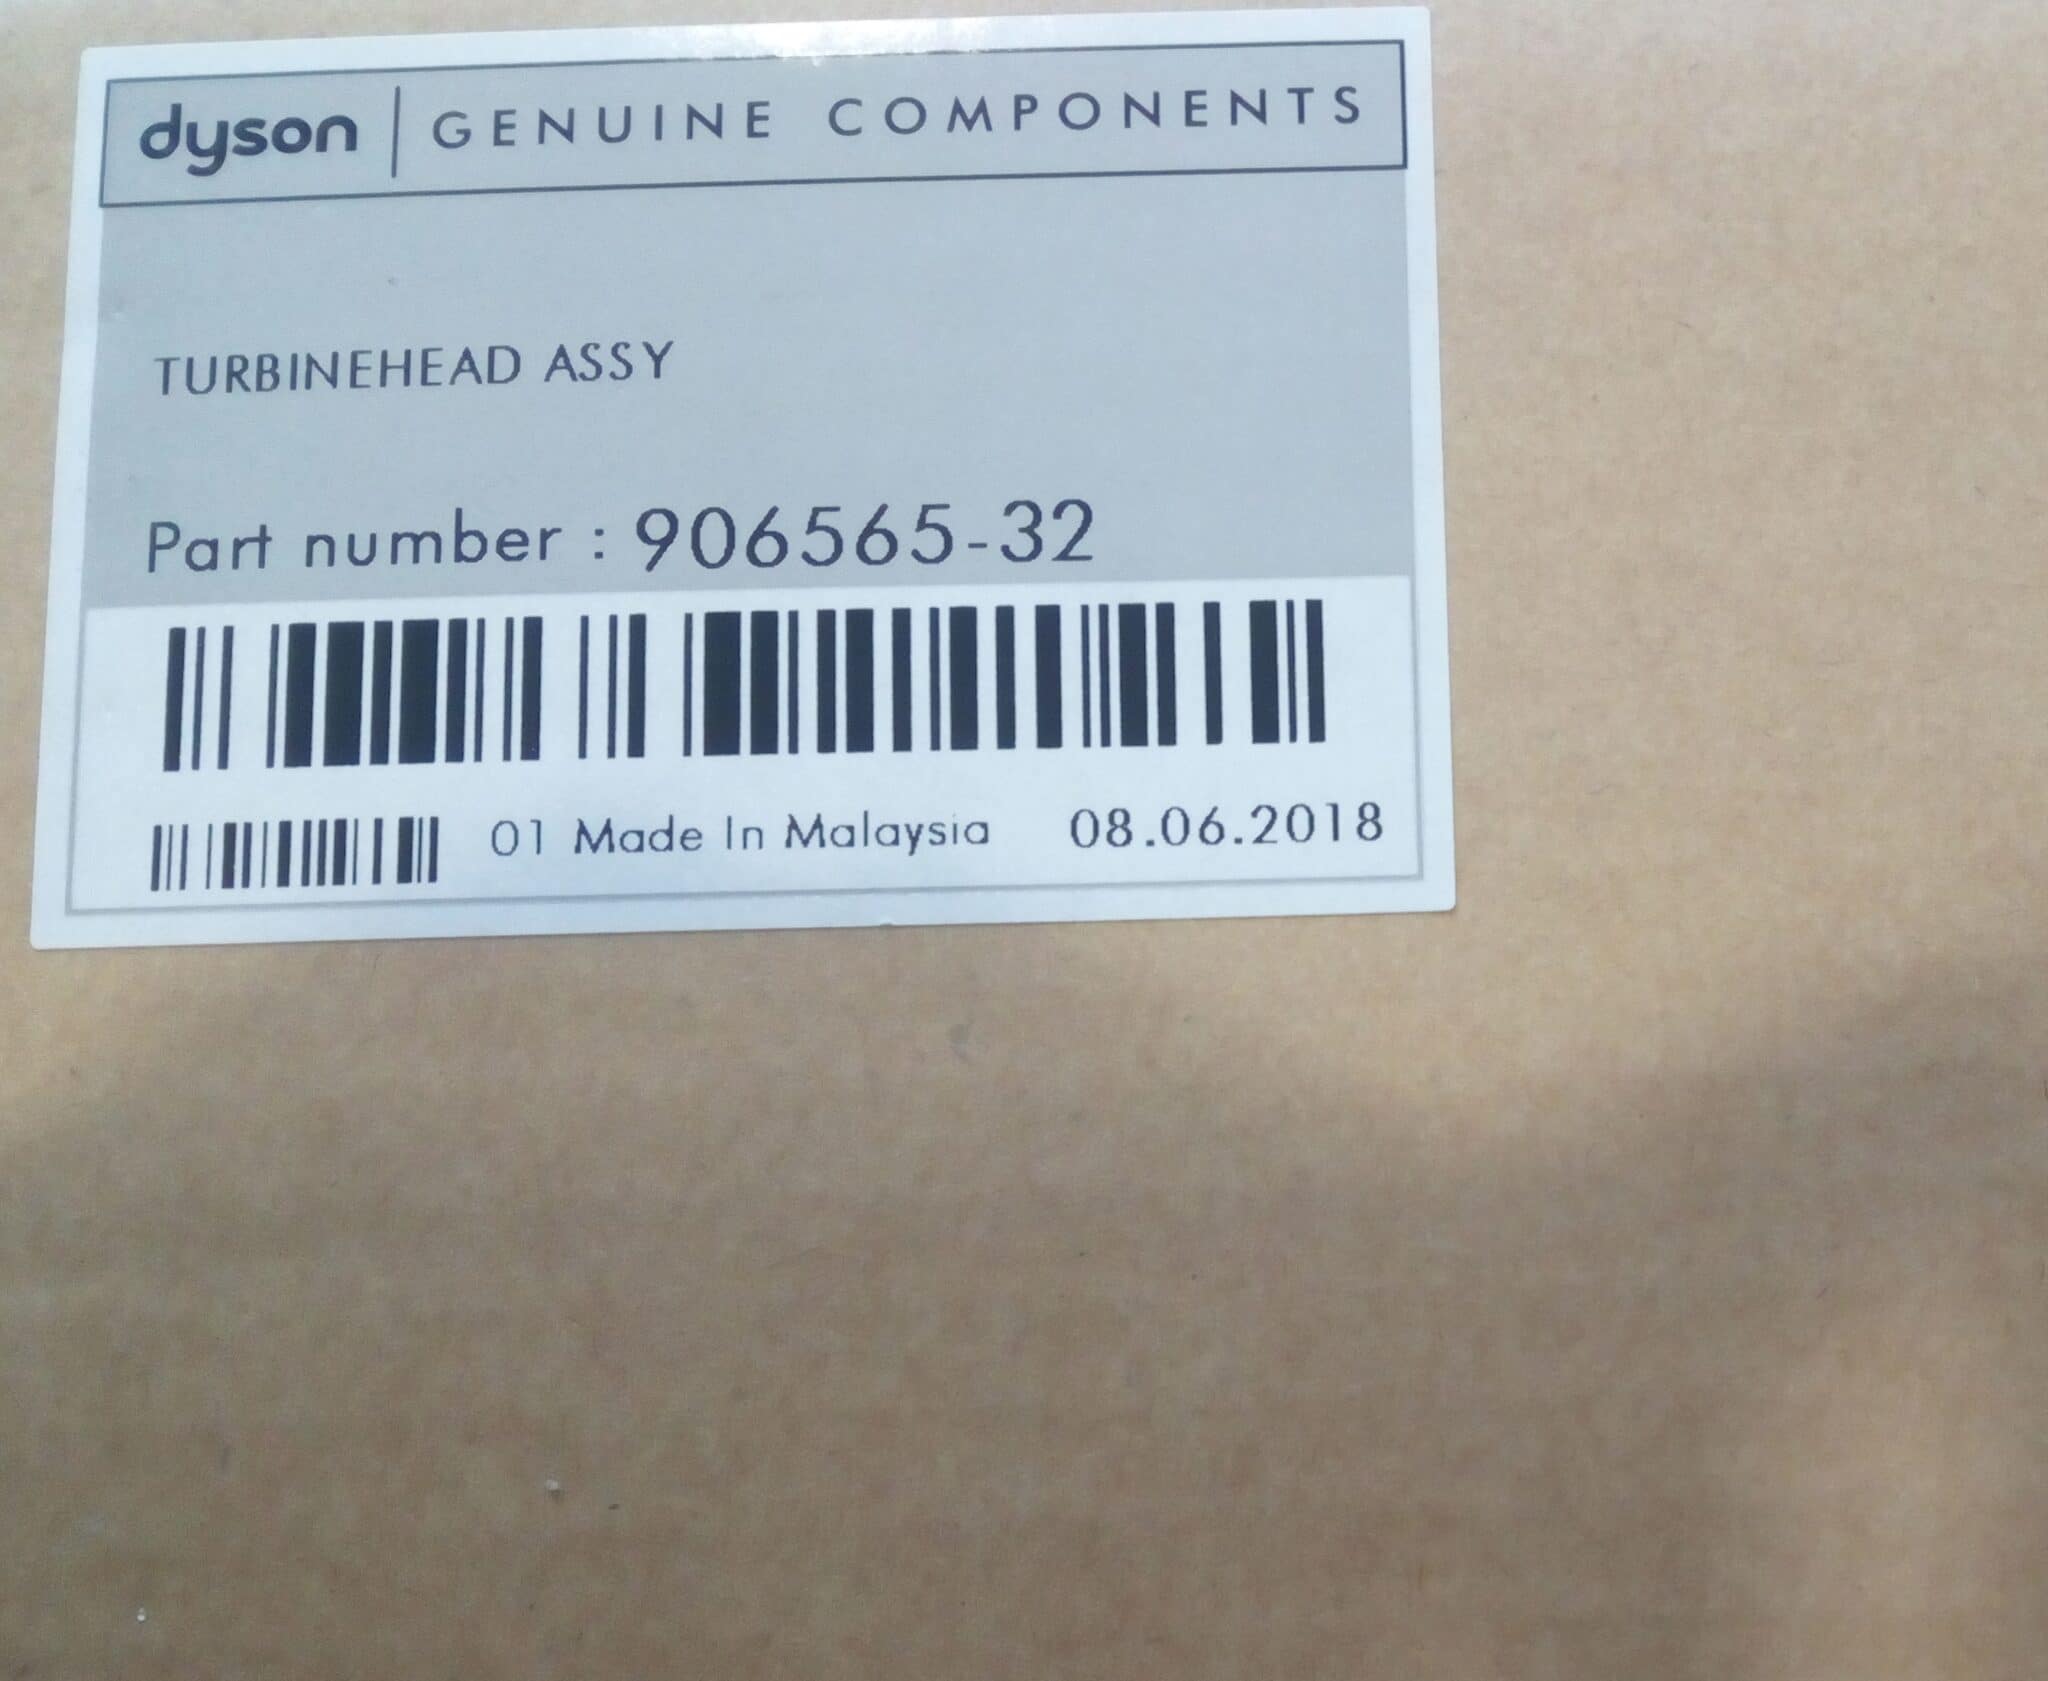 dyson | GENUINE COMPONENTS
TURBINEHEAD ASSY
Part number : 906565-32
01 Made In Malaysia 08.06.2018